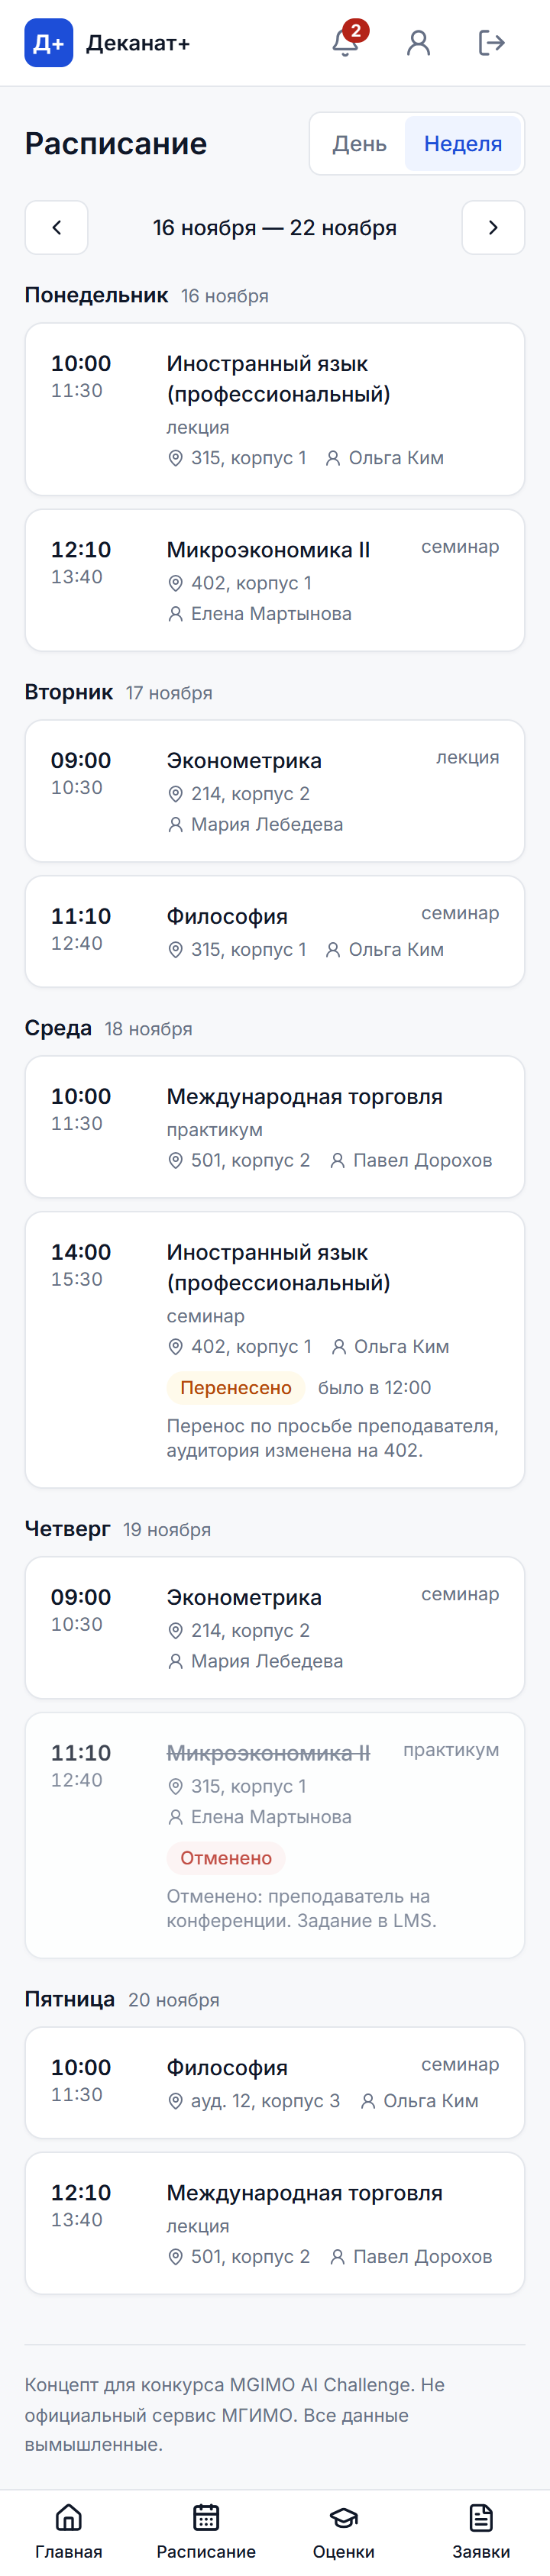 Д+ Деканат+ 2
Расписание День Неделя
16 ноября — 22 ноября
Понедельник 16 ноября
10:00 Иностранный язык
11:30 (профессиональный)
лекция
315, корпус 1 Ольга Ким
12:10 Микроэкономика II семинар
13:40 402, корпус 1
Елена Мартынова
Вторник 17 ноября
09:00 Эконометрика лекция
10:30 214, корпус 2
Мария Лебедева
11:10 Философия семинар
12:40 315, корпус 1 Ольга Ким
Среда 18 ноября
10:00 Международная торговля
11:30 практикум
501, корпус 2 Павел Дорохов
14:00 Иностранный язык
15:30 (профессиональный)
семинар
402, корпус 1 Ольга Ким
Перенесено было в 12:00
Перенос по просьбе преподавателя,
аудитория изменена на 402.
Четверг 19 ноября
09:00 Эконометрика семинар
10:30 214, корпус 2
Мария Лебедева
11:10 Микроэкономика II практикум
12:40 315, корпус 1
Елена Мартынова
Отменено
Отменено: преподаватель на
конференции. Задание в LMS.
Пятница 20 ноября
10:00 Философия семинар
11:30 ауд. 12, корпус 3 Ольга Ким
12:10 Международная торговля
13:40 лекция
501, корпус 2 Павел Дорохов
Концепт для конкурса MGIMO AI Challenge. Не
официальный сервис МГИМО. Все данные
вымышленные.
Главная Расписание Оценки Заявки